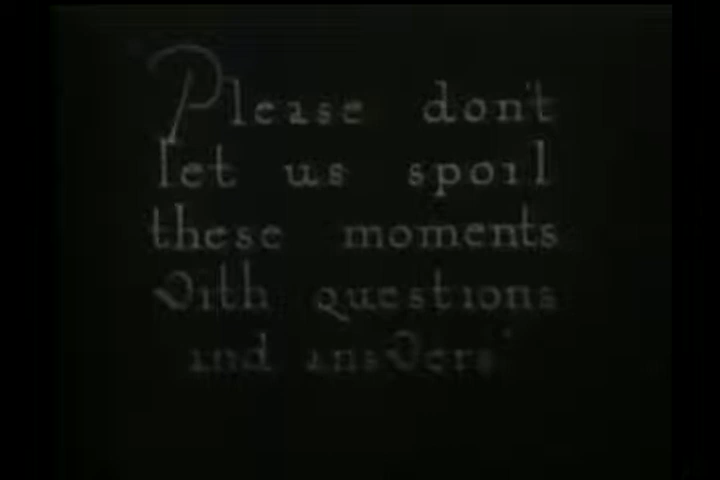 Please don't
let us spoil
these moments
with questions
and answers"